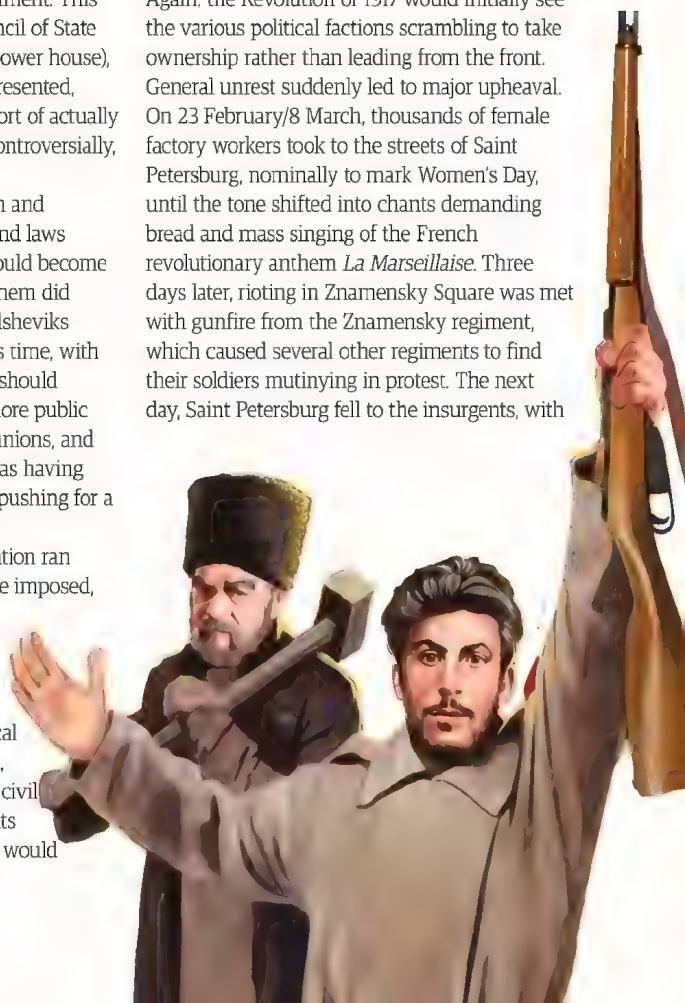 ment. This
ncil of State
ower house),
resented,
ort of actually
ontroversially,
n and
nd laws
ould become
hem did
lsheviks
s time, with
should
ore public
unions, and
as having
pushing for a
ation ran
e imposed,
cal
,
civil
ts
would
Again, the Revolution of 1917 would initially see
the various political factions scrambling to take
ownership rather than leading from the front.
General unrest suddenly led to major upheaval.
On 23 February/8 March, thousands of female
factory workers took to the streets of Saint
Petersburg, nominally to mark Women's Day,
until the tone shifted into chants demanding
bread and mass singing of the French
revolutionary anthem La Marseillaise. Three
days later, rioting in Znamensky Square was met
with gunfire from the Znamensky regiment,
which caused several other regiments to find
their soldiers mutinying in protest. The next
day, Saint Petersburg fell to the insurgents, with